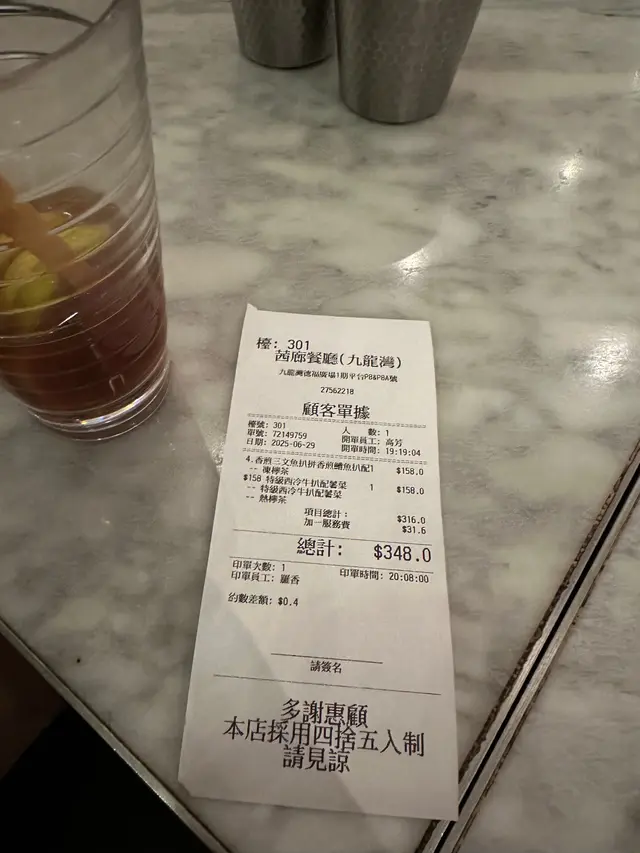 檯: 301
茜廊餐廳(九龍灣)
九龍灣德福廣場1期平台P8&P8A號
27562218
顧客單據
檯號: 301 人 數: 1
單號: 72149759 開單員工: 高芳
日期: 2025-06-29 開單時間: 19:19:04
4.香煎三文魚扒拼香煎鱈魚扒配1 $158.0
-- 凍檸茶
$158 特級西冷牛扒配薯菜 1 $158.0
-- 特級西冷牛扒配薯菜
-- 熱檸茶
項目總計: $316.0
加一服務費 $31.6
總計: $348.0
印單次數: 1 印單時間: 20:08:00
印單員工: 羅香
約數差額: $0.4
請簽名
多謝惠顧
本店採用四捨五入制
請見諒